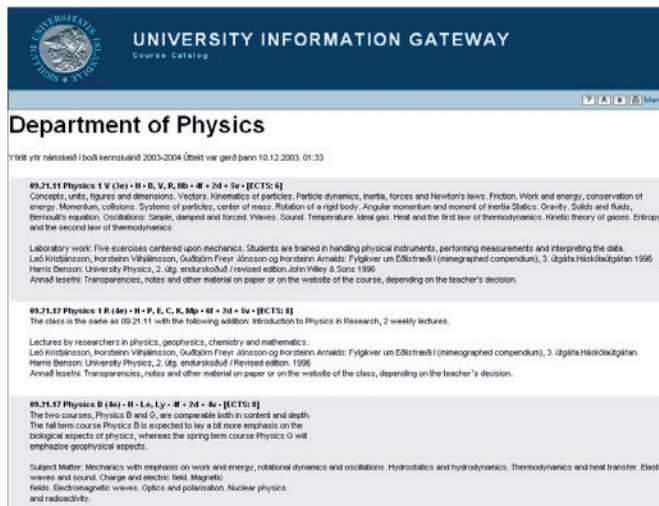 UNIVERSITY INFORMATION GATEWAY
Course Catalog
? A a
Department of Physics
Yfirlit yfir námskeið í boði kennsluárið 2003-2004 Úttekt var gerð þann 10.12.2003. 01:33
09.21.11 Physics 1 V (3e) • H • B, V, R, Hb • 4f + 2d + 5v • [ECTS: 6]
Concepts, units, figures and dimensions. Vectors. Kinematics of particles. Particle dynamics, inertia, forces and Newton's laws. Friction. Work and energy, conservation of
energy. Momentum, collisions. Systems of particles, center of mass. Rotation of a rigid body. Angular momentum and moment of inertia Statics. Gravity. Solids and fluids,
Bernoulli's equation. Oscillations: Simple, damped and forced. Waves. Sound. Temperature. Ideal gas. Heat and the first law of thermodynamics. Kinetic theory of gases. Entropy
and the second law of thermodynamics.
Laboratory work: Five exercises centered upon mechanics. Students are trained in handling physical instruments, performing measurements and interpreting the data.
Leó Kristjánsson, Þorsteinn Vilhjálmsson, Guðbjörn Freyr Jónsson og Þorsteinn Arnalds: Fylgikver um Eðlisfræði I (mimeographed compendium), 3. útgáfa.Háskólaútgáfan 1996
Harris Benson: University Physics, 2. útg. endurskoðuð / revised edition.John Wiley & Sons 1996
Annað lesefni: Transparencies, notes and other material on paper or on the website of the course, depending on the teacher's decision.
09.21.12 Physics 1 R (4e) • H • P, E, C, K, Mp • 6f + 2d + 5v • [ECTS: 8]
The class is the same as 09.21.11 with the following addition: Introduction to Physics in Research, 2 weekly lectures.
Lectures by researchers in physics, geophysics, chemistry and mathematics.
Leó Kristjánsson, Þorsteinn Vilhjálmsson, Guðbjörn Freyr Jónsson og Þorsteinn Arnalds: Fylgikver um Eðlisfræði I (mimeographed compendium), 3. útgáfa.Háskólaútgáfan.
Harris Benson: University Physics, 2. útg. endurskoðuð / Revised edition. 1996
Annað lesefni: Transparencies, notes and other material on paper or on the website of the class, depending on the teacher's decision.
09.21.17 Physics B (4e) • H • Le, Ly • 4f + 2d + 4v • [ECTS: 8]
The two courses, Physics B and G, are comparable both in content and depth.
The fall term course Physics B is expected to lay a bit more emphasis on the
biological aspects of physics, whereas the spring term course Physics G will
emphasize geophysical aspects.
Subject Matter: Mechanics with emphasis on work and energy, rotational dynamics and oscillations. Hydrostatics and hydrodynamics. Thermodynamics and heat transfer. Elasti
waves and sound. Charge and electric field. Magnetic
fields. Electromagnetic waves. Optics and polarisation. Nuclear physics
and radioactivity.